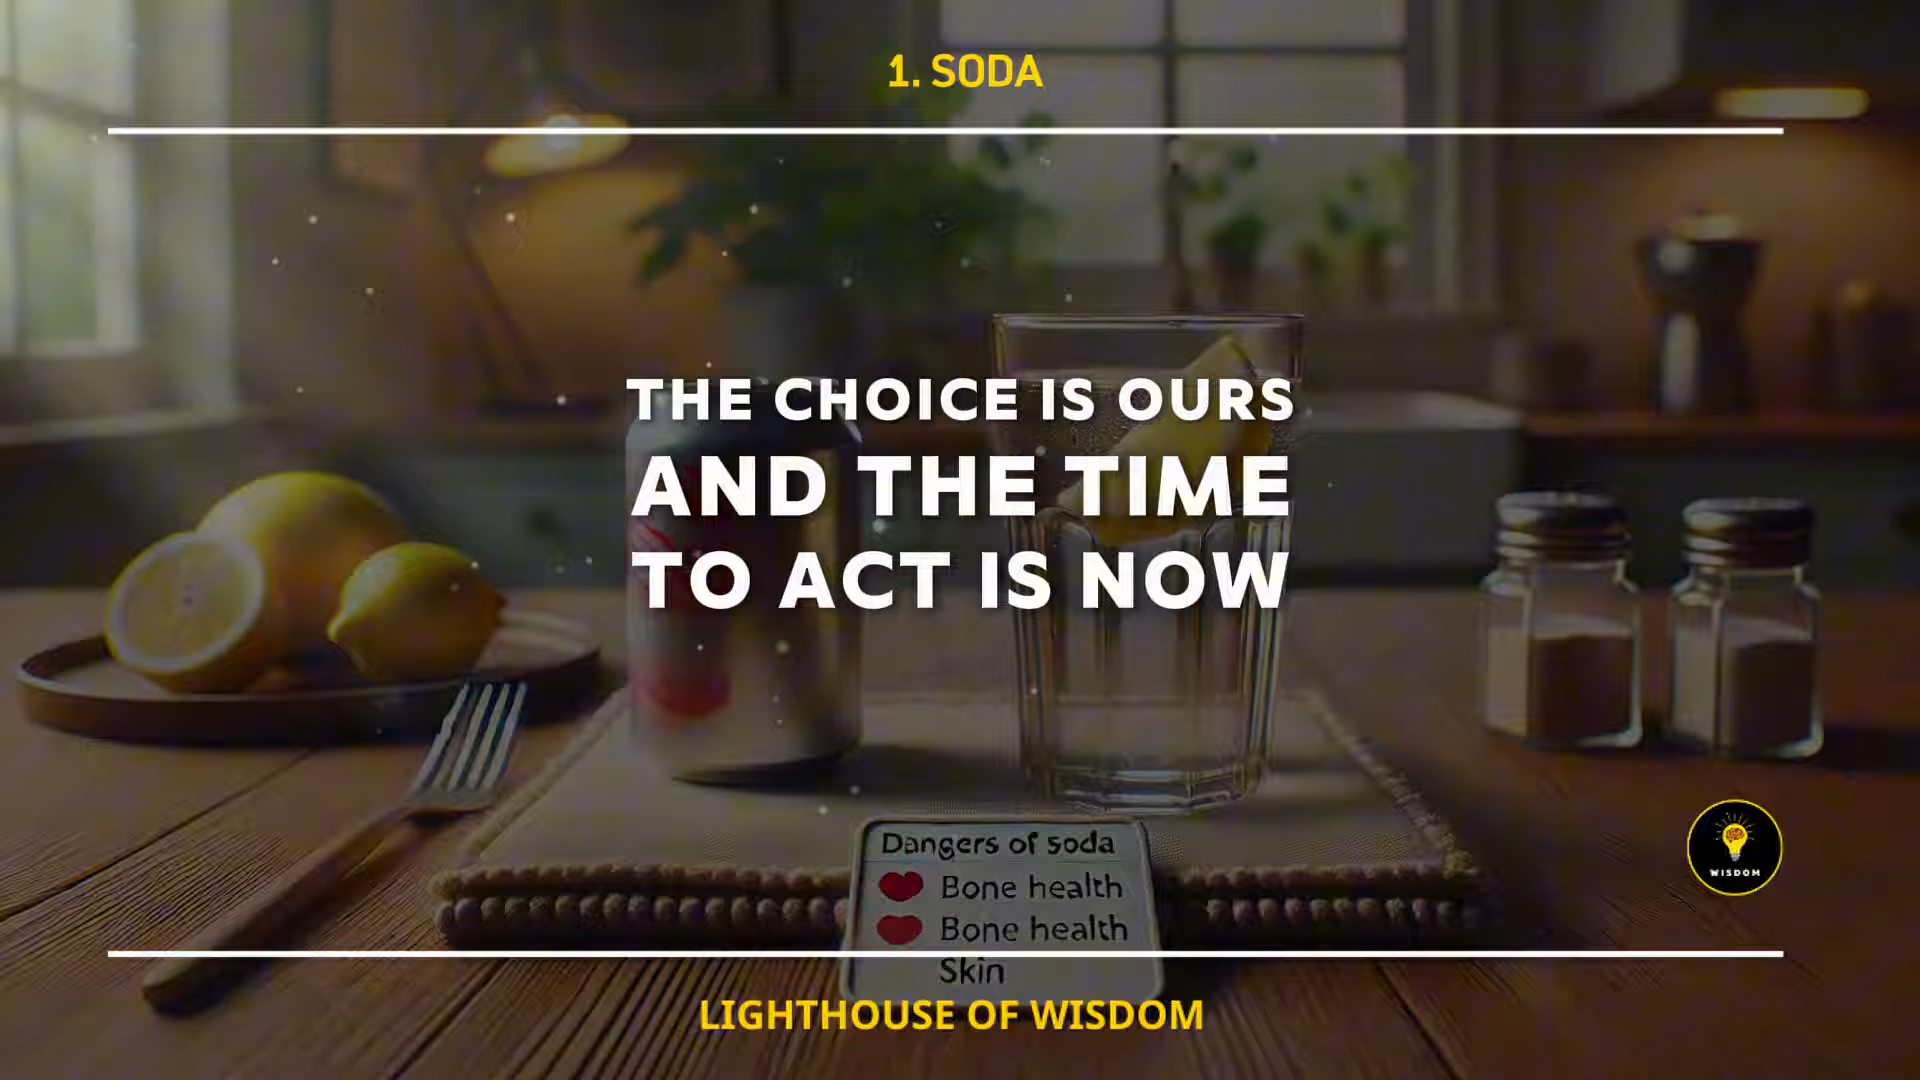 1. SODA
THE CHOICE IS OURS
AND THE TIME
TO ACT IS NOW
Dangers of soda
Bone health
Bone health
Skin
WISDOM
LIGHTHOUSE OF WISDOM